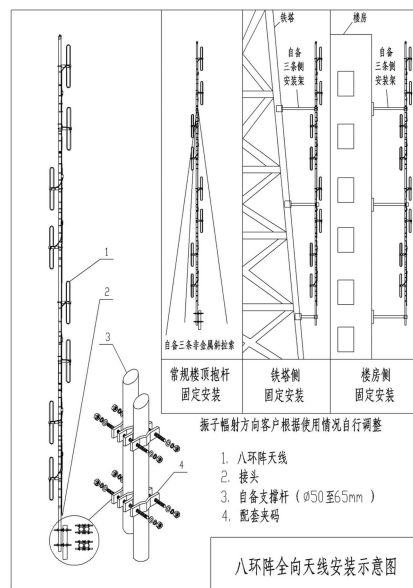 铁塔
楼房
自备
三条侧
安装架
自备
三条侧
安装架
自备三条非金属斜拉索
常规楼顶抱杆
固定安装
铁塔侧
固定安装
楼房侧
固定安装
振子幅射方向客户根据使用情况自行调整
1
2
3
4
1. 八环阵天线
2. 接头
3. 自备支撑杆（Ø50至65mm）
4. 配套夹码
八环阵全向天线安装示意图